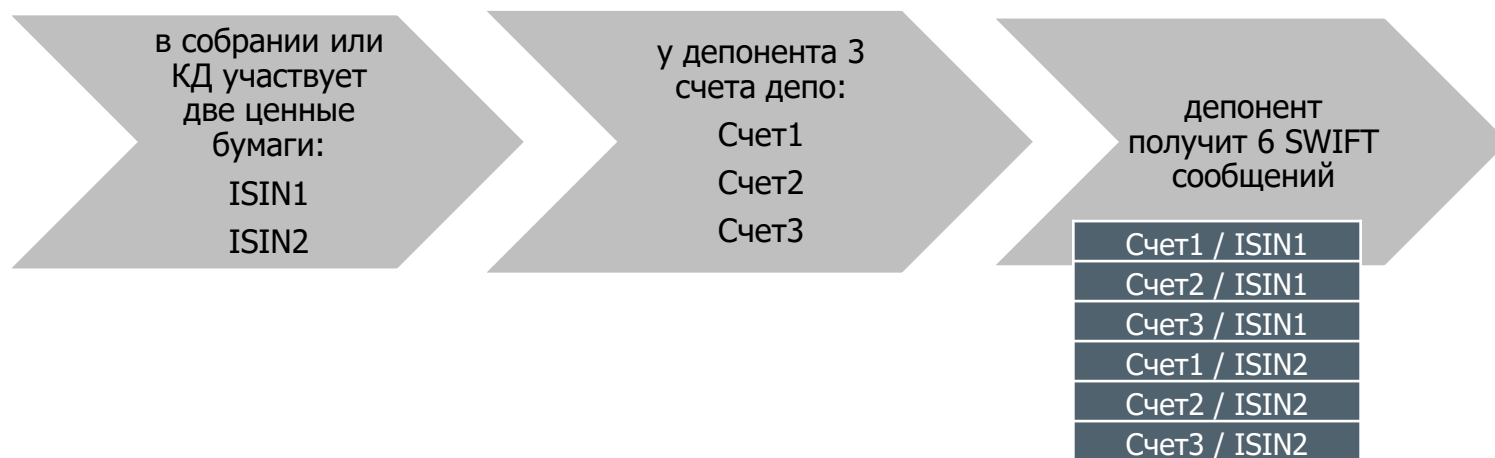 в собрании или
КД участвует
две ценные
бумаги:
ISIN1
ISIN2
у депонента 3
счета депо:
Счет1
Счет2
Счет3
депонент
получит 6 SWIFT
сообщений
Счет1 / ISIN1
Счет2 / ISIN1
Счет3 / ISIN1
Счет1 / ISIN2
Счет2 / ISIN2
Счет3 / ISIN2